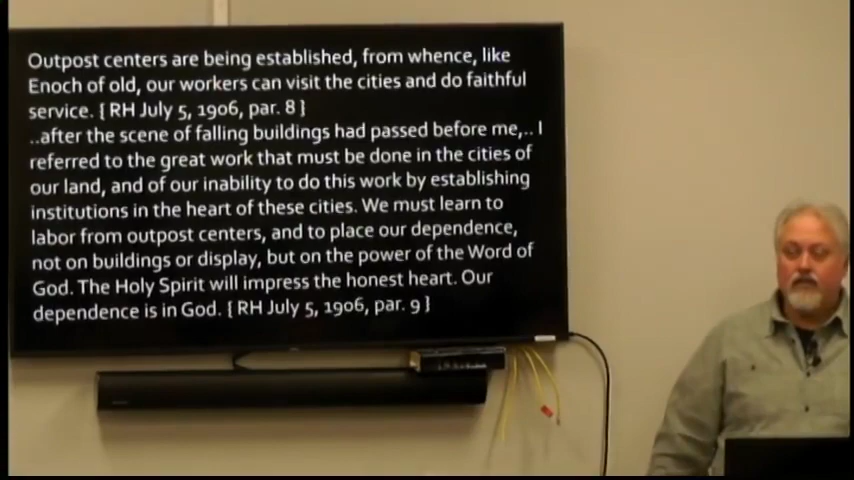 Outpost centers are being established, from whence, like
Enoch of old, our workers can visit the cities and do faithful
service. { RH July 5, 1906, par. 8 }
..after the scene of falling buildings had passed before me,.. I
referred to the great work that must be done in the cities of
our land, and of our inability to do this work by establishing
institutions in the heart of these cities. We must learn to
labor from outpost centers, and to place our dependence,
not on buildings or display, but on the power of the Word of
God. The Holy Spirit will impress the honest heart. Our
dependence is in God. { RH July 5, 1906, par. 9 }